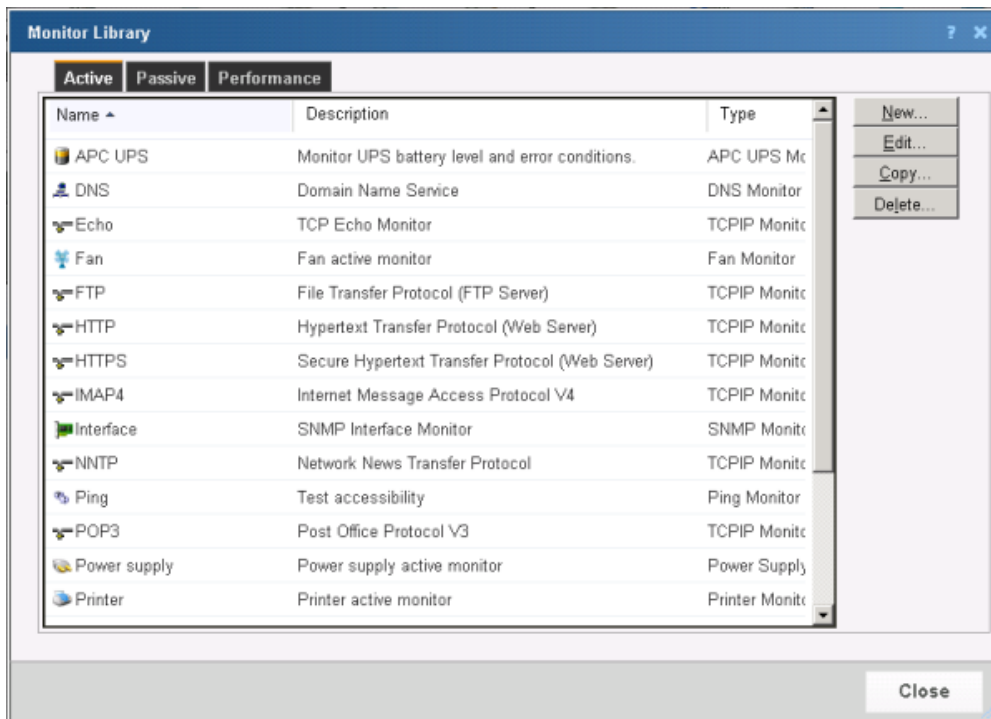 Monitor Library ? ×
Active Passive Performance
Name Description Type
APC UPS Monitor UPS battery level and error conditions. APC UPS Mc
DNS Domain Name Service DNS Monitor
Echo TCP Echo Monitor TCPIP Monitc
Fan Fan active monitor Fan Monitor
FTP File Transfer Protocol (FTP Server) TCPIP Monitc
HTTP Hypertext Transfer Protocol (Web Server) TCPIP Monitc
HTTPS Secure Hypertext Transfer Protocol (Web Server) TCPIP Monitc
IMAP4 Internet Message Access Protocol V4 TCPIP Monitc
Interface SNMP Interface Monitor SNMP Monitc
NNTP Network News Transfer Protocol TCPIP Monitc
Ping Test accessibility Ping Monitor
POP3 Post Office Protocol V3 TCPIP Monitc
Power supply Power supply active monitor Power Supply
Printer Printer active monitor Printer Monitc
New...
Edit...
Copy...
Delete...
Close